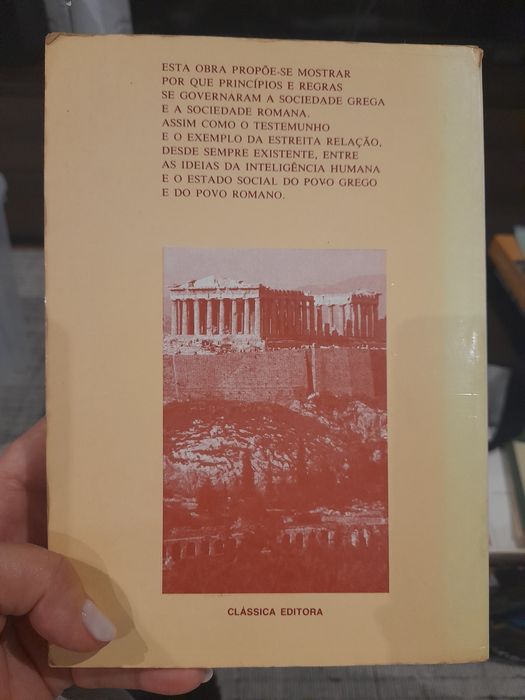 ESTA OBRA PROPÕE-SE MOSTRAR
POR QUE PRINCÍPIOS E REGRAS
SE GOVERNARAM A SOCIEDADE GREGA
E A SOCIEDADE ROMANA.
ASSIM COMO O TESTEMUNHO
E O EXEMPLO DA ESTREITA RELAÇÃO,
DESDE SEMPRE EXISTENTE, ENTRE
AS IDEIAS DA INTELIGÊNCIA HUMANA
E O ESTADO SOCIAL DO POVO GREGO
E DO POVO ROMANO.
CLÁSSICA EDITORA